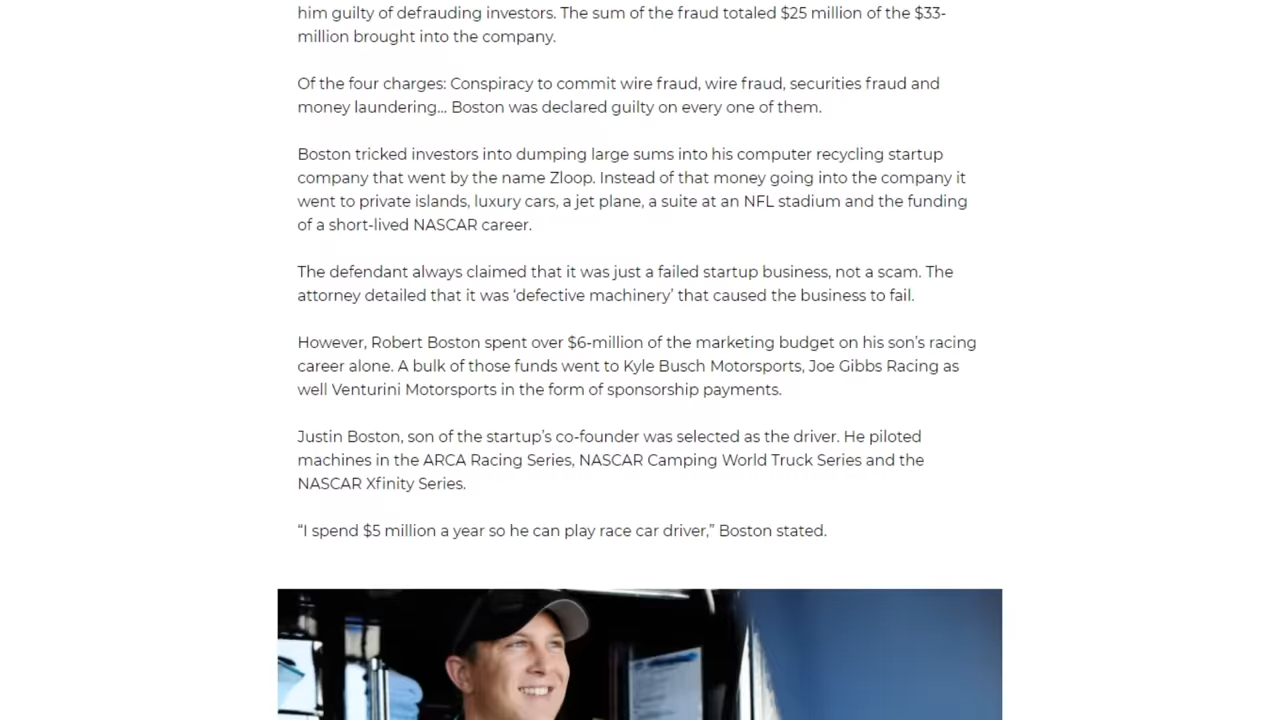 him guilty of defrauding investors. The sum of the fraud totaled $25 million of the $33-
million brought into the company.
Of the four charges: Conspiracy to commit wire fraud, wire fraud, securities fraud and
money laundering… Boston was declared guilty on every one of them.
Boston tricked investors into dumping large sums into his computer recycling startup
company that went by the name Zloop. Instead of that money going into the company it
went to private islands, luxury cars, a jet plane, a suite at an NFL stadium and the funding
of a short-lived NASCAR career.
The defendant always claimed that it was just a failed startup business, not a scam. The
attorney detailed that it was ‘defective machinery’ that caused the business to fail.
However, Robert Boston spent over $6-million of the marketing budget on his son’s racing
career alone. A bulk of those funds went to Kyle Busch Motorsports, Joe Gibbs Racing as
well Venturini Motorsports in the form of sponsorship payments.
Justin Boston, son of the startup’s co-founder was selected as the driver. He piloted
machines in the ARCA Racing Series, NASCAR Camping World Truck Series and the
NASCAR Xfinity Series.
“I spend $5 million a year so he can play race car driver,” Boston stated.